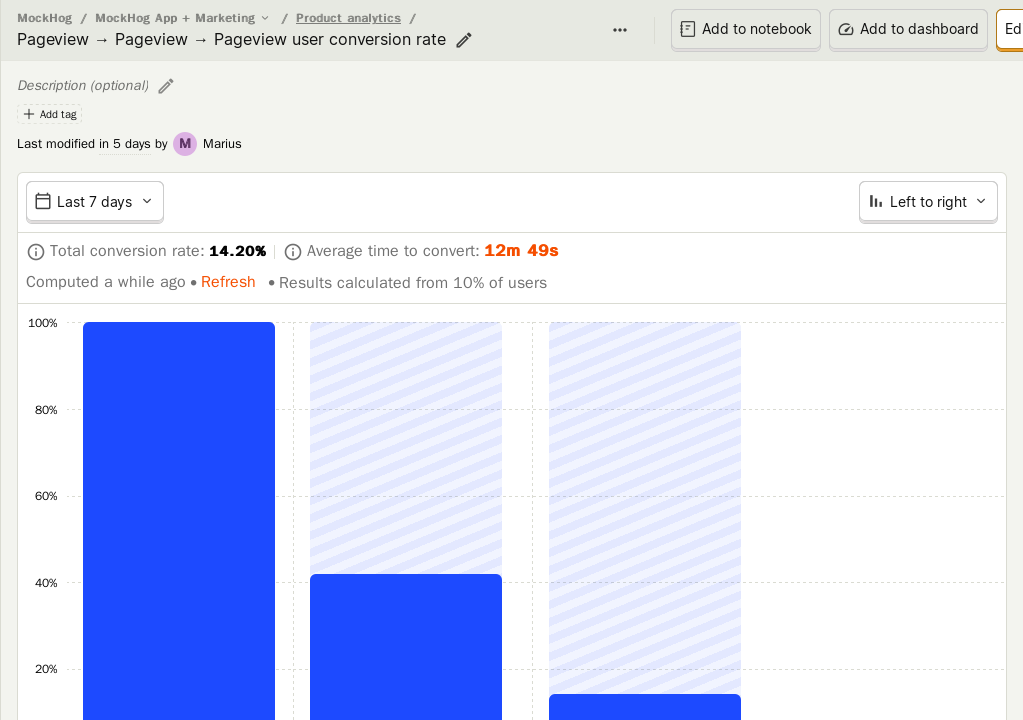 MockHog / MockHog App + Marketing / Product analytics /
Pageview → Pageview → Pageview user conversion rate
Add to notebook
Add to dashboard
Ed
Description (optional)
Add tag
Last modified in 5 days by M Marius
Last 7 days
Left to right
Total conversion rate: 14.20%
Average time to convert: 12m 49s
Computed a while ago • Refresh • Results calculated from 10% of users
100%
80%
60%
40%
20%